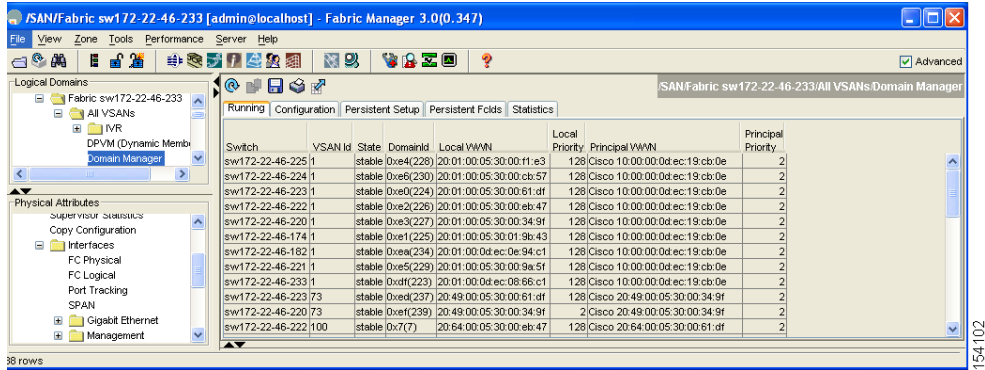 /SAN/Fabric sw172-22-46-233 [admin@localhost] - Fabric Manager 3.0(0.347)
File View Zone Tools Performance Server Help
Advanced
Logical Domains
/SAN/Fabric sw172-22-46-233/All VSANs/Domain Manager
Fabric sw172-22-46-233
All VSANs
IVR
DPVM (Dynamic Memb
Domain Manager
Physical Attributes
Supervisor Statistics
Copy Configuration
Interfaces
FC Physical
FC Logical
Port Tracking
SPAN
Gigabit Ethernet
Management
Running Configuration Persistent Setup Persistent FcIds Statistics
Switch VSAN Id State DomainId Local WWN Local Priority Principal WWN Principal Priority
sw172-22-46-225 1 stable 0xe4(228) 20:01:00:05:30:00:f1:e3 128 Cisco 10:00:00:0d:ec:19:cb:0e 2
sw172-22-46-224 1 stable 0xe6(230) 20:01:00:05:30:00:cb:57 128 Cisco 10:00:00:0d:ec:19:cb:0e 2
sw172-22-46-223 1 stable 0xe0(224) 20:01:00:05:30:00:61:df 128 Cisco 10:00:00:0d:ec:19:cb:0e 2
sw172-22-46-222 1 stable 0xe2(226) 20:01:00:05:30:00:eb:47 128 Cisco 10:00:00:0d:ec:19:cb:0e 2
sw172-22-46-220 1 stable 0xe3(227) 20:01:00:05:30:00:34:9f 128 Cisco 10:00:00:0d:ec:19:cb:0e 2
sw172-22-46-174 1 stable 0xe1(225) 20:01:00:05:30:01:9b:43 128 Cisco 10:00:00:0d:ec:19:cb:0e 2
sw172-22-46-182 1 stable 0xea(234) 20:01:00:0d:ec:0e:94:c1 128 Cisco 10:00:00:0d:ec:19:cb:0e 2
sw172-22-46-221 1 stable 0xe5(229) 20:01:00:05:30:00:9a:5f 128 Cisco 10:00:00:0d:ec:19:cb:0e 2
sw172-22-46-233 1 stable 0xdf(223) 20:01:00:0d:ec:08:66:c1 128 Cisco 10:00:00:0d:ec:19:cb:0e 2
sw172-22-46-223 73 stable 0xed(237) 20:49:00:05:30:00:61:df 128 Cisco 20:49:00:05:30:00:34:9f 2
sw172-22-46-220 73 stable 0xef(239) 20:49:00:05:30:00:34:9f 2 Cisco 20:49:00:05:30:00:34:9f 2
sw172-22-46-222 100 stable 0x7(7) 20:64:00:05:30:00:eb:47 128 Cisco 20:64:00:05:30:00:61:df 2
38 rows
154102